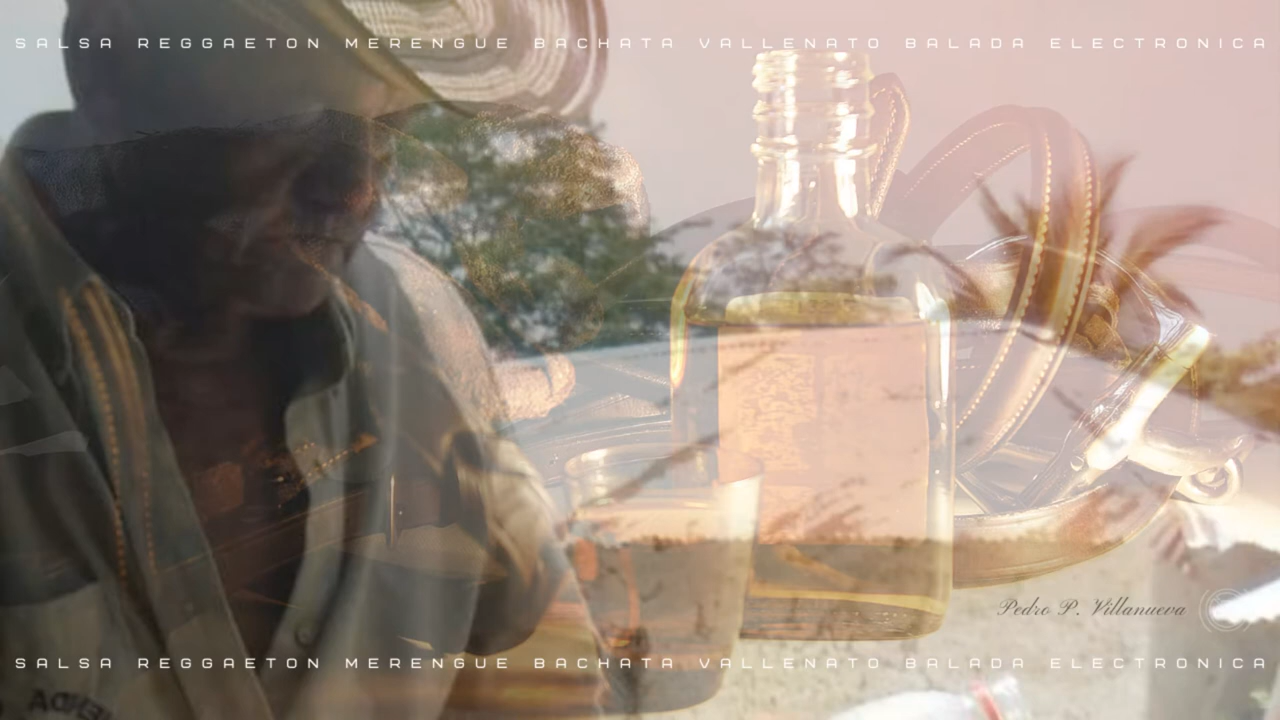 SALSA REGGAETON MERENGUE BACHATA VALLENATO BALADA ELECTRONICA
Pedro P. Villanueva
SALSA REGGAETON MERENGUE BACHATA VALLENATO BALADA ELECTRONICA